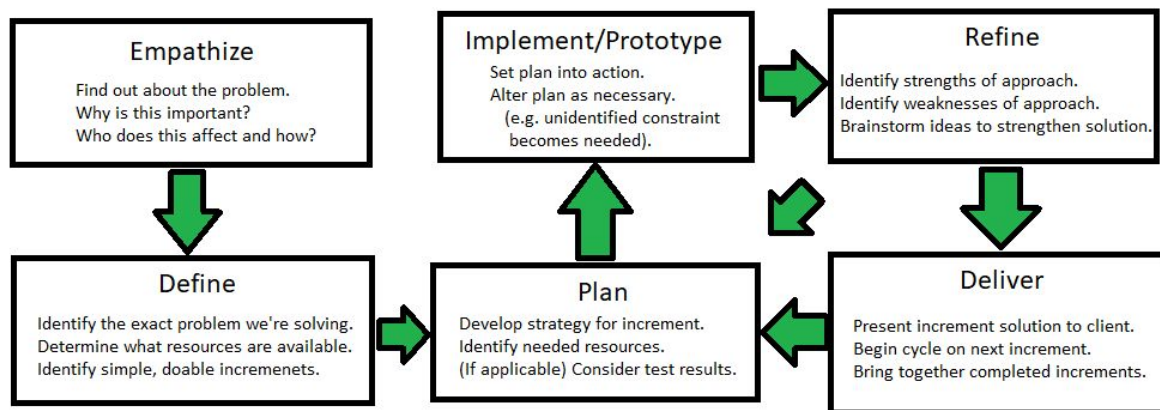 Empathize
Find out about the problem.
Why is this important?
Who does this affect and how?
Define
Identify the exact problem we're solving.
Determine what resources are available.
Identify simple, doable incremenets.
Plan
Develop strategy for increment.
Identify needed resources.
(If applicable) Consider test results.
Implement/Prototype
Set plan into action.
Alter plan as necessary.
(e.g. unidentified constraint
becomes needed).
Refine
Identify strengths of approach.
Identify weaknesses of approach.
Brainstorm ideas to strengthen solution.
Deliver
Present increment solution to client.
Begin cycle on next increment.
Bring together completed increments.